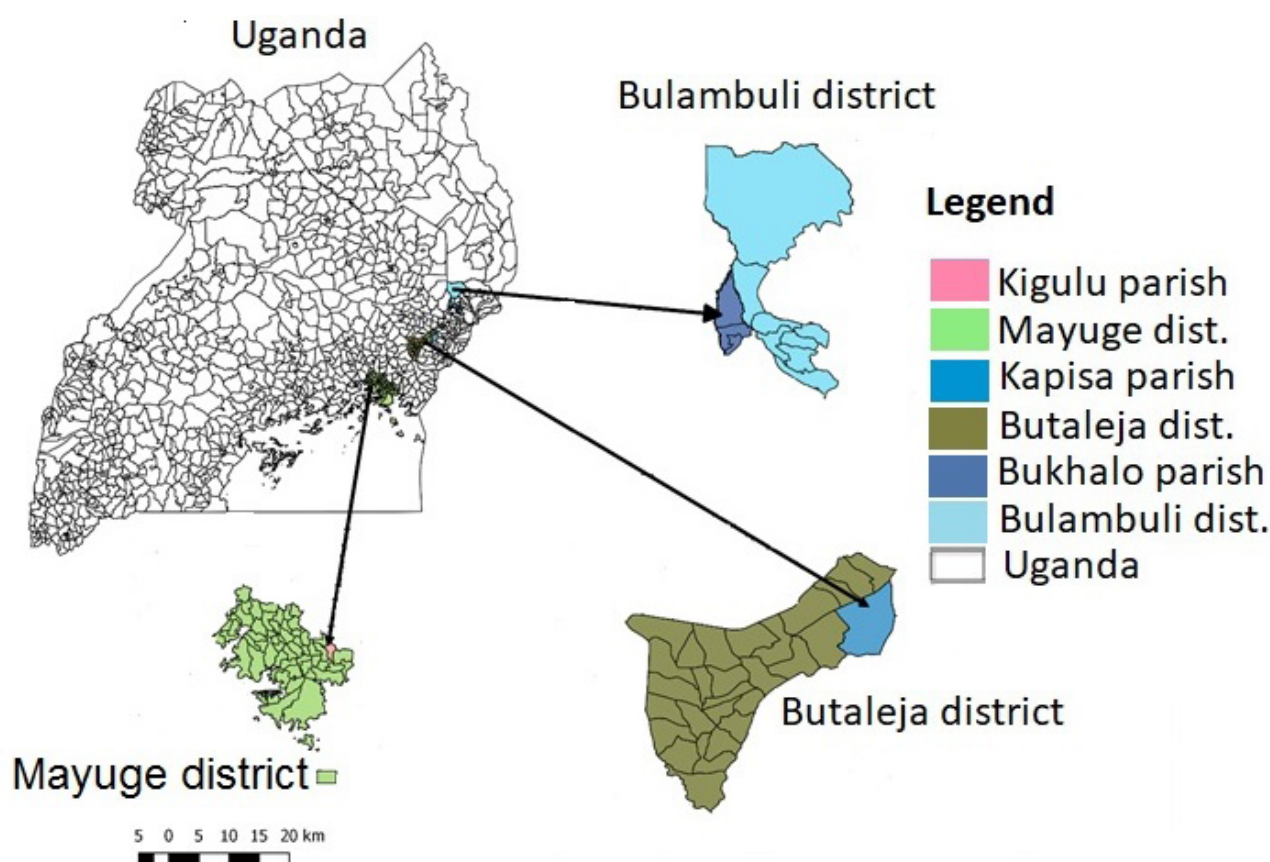 Uganda
Bulambuli district
Legend
Kigulu parish
Mayuge dist.
Kapisa parish
Butaleja dist.
Bukhalo parish
Bulambuli dist.
Uganda
Butaleja district
Mayuge district
5 0 5 10 15 20 km